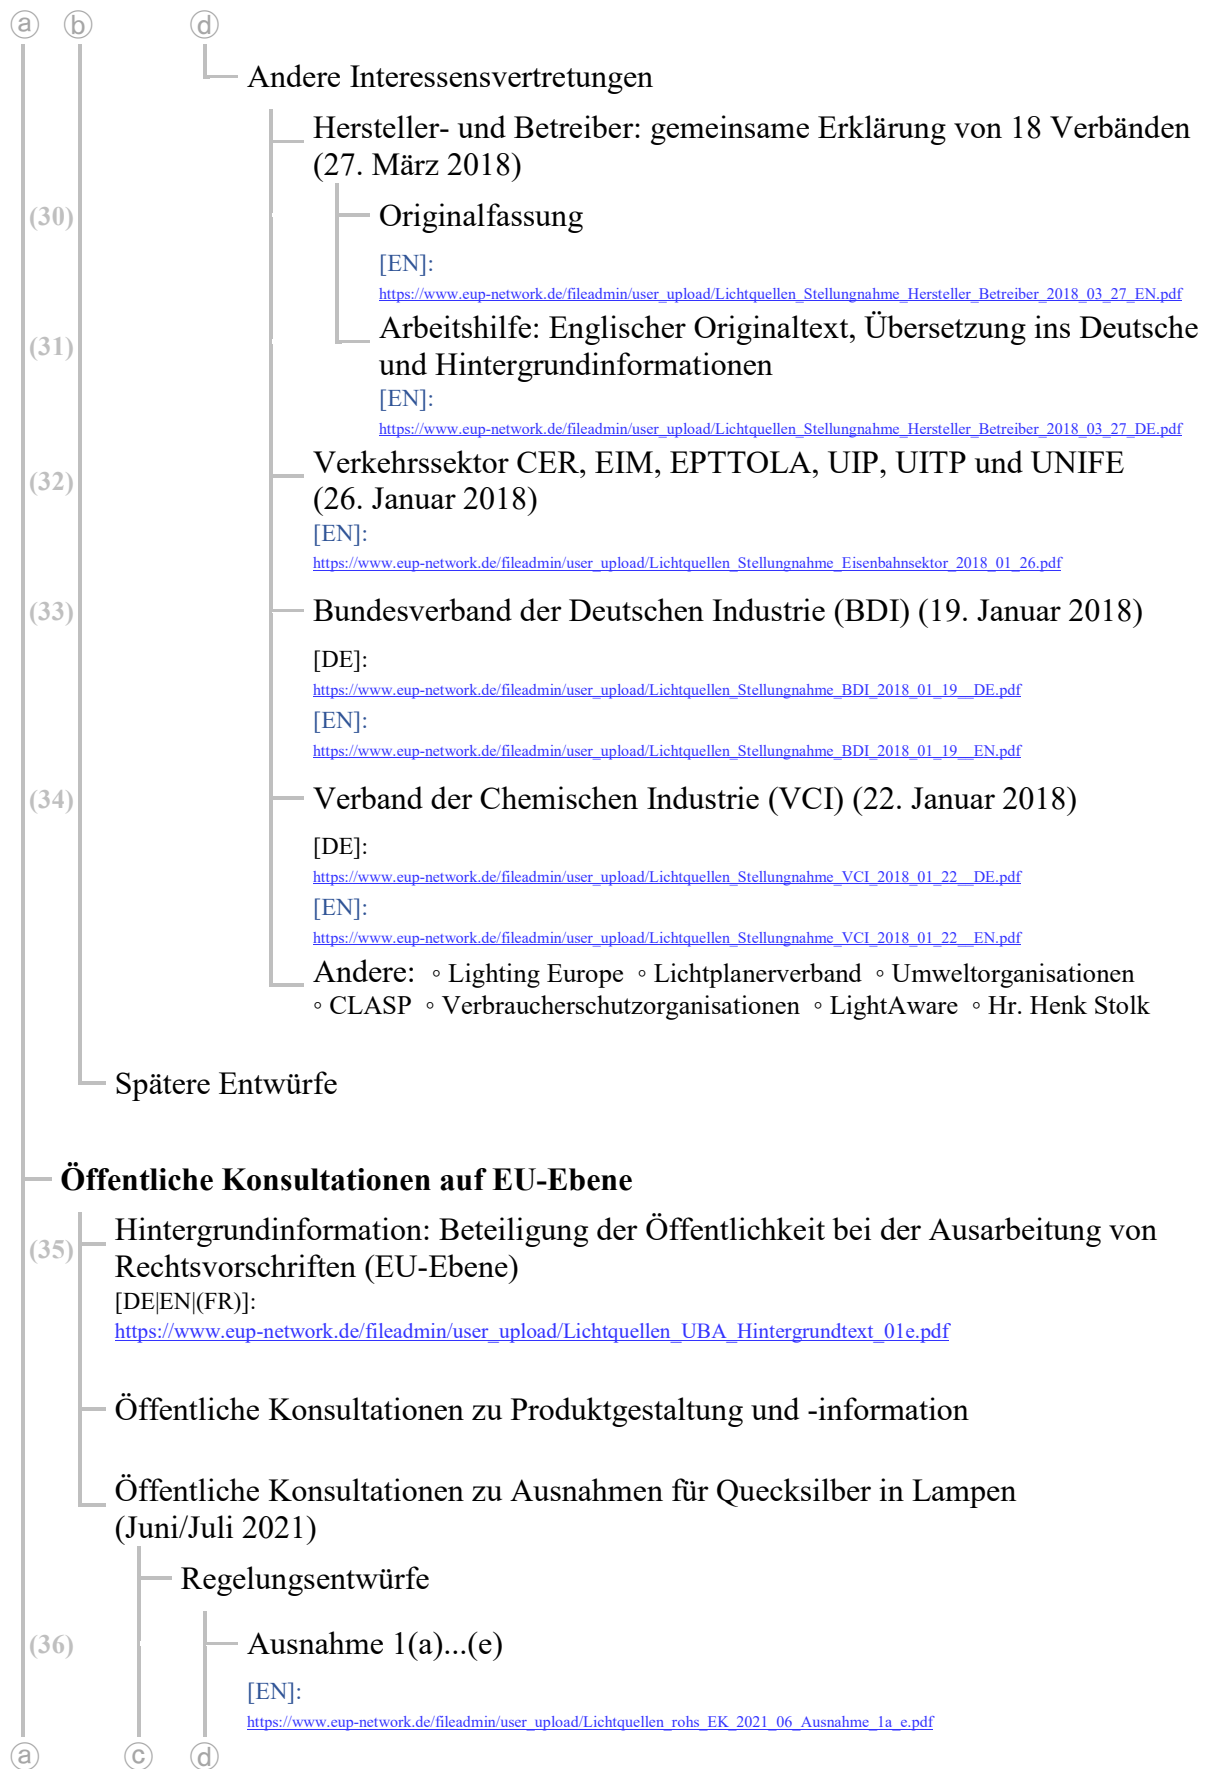 ⓐ ⓑ ⓓ
Andere Interessensvertretungen
Hersteller- und Betreiber: gemeinsame Erklärung von 18 Verbänden
(27. März 2018)
(30) Originalfassung
[EN]:
https://www.eup-network.de/fileadmin/user_upload/Lichtquellen_Stellungnahme_Hersteller_Betreiber_2018_03_27_EN.pdf
(31) Arbeitshilfe: Englischer Originaltext, Übersetzung ins Deutsche
und Hintergrundinformationen
[EN]:
https://www.eup-network.de/fileadmin/user_upload/Lichtquellen_Stellungnahme_Hersteller_Betreiber_2018_03_27_DE.pdf
(32) Verkehrssektor CER, EIM, EPTTOLA, UIP, UITP und UNIFE
(26. Januar 2018)
[EN]:
https://www.eup-network.de/fileadmin/user_upload/Lichtquellen_Stellungnahme_Eisenbahnsektor_2018_01_26.pdf
(33) Bundesverband der Deutschen Industrie (BDI) (19. Januar 2018)
[DE]:
https://www.eup-network.de/fileadmin/user_upload/Lichtquellen_Stellungnahme_BDI_2018_01_19__DE.pdf
[EN]:
https://www.eup-network.de/fileadmin/user_upload/Lichtquellen_Stellungnahme_BDI_2018_01_19__EN.pdf
(34) Verband der Chemischen Industrie (VCI) (22. Januar 2018)
[DE]:
https://www.eup-network.de/fileadmin/user_upload/Lichtquellen_Stellungnahme_VCI_2018_01_22__DE.pdf
[EN]:
https://www.eup-network.de/fileadmin/user_upload/Lichtquellen_Stellungnahme_VCI_2018_01_22__EN.pdf
Andere: ◦ Lighting Europe ◦ Lichtplanerverband ◦ Umweltorganisationen
◦ CLASP ◦ Verbraucherschutzorganisationen ◦ LightAware ◦ Hr. Henk Stolk
Spätere Entwürfe
Öffentliche Konsultationen auf EU-Ebene
(35) Hintergrundinformation: Beteiligung der Öffentlichkeit bei der Ausarbeitung von
Rechtsvorschriften (EU-Ebene)
[DE|EN|(FR)]:
https://www.eup-network.de/fileadmin/user_upload/Lichtquellen_UBA_Hintergrundtext_01e.pdf
Öffentliche Konsultationen zu Produktgestaltung und -information
Öffentliche Konsultationen zu Ausnahmen für Quecksilber in Lampen
(Juni/Juli 2021)
Regelungsentwürfe
(36) Ausnahme 1(a)...(e)
[EN]:
https://www.eup-network.de/fileadmin/user_upload/Lichtquellen_rohs_EK_2021_06_Ausnahme_1a_e.pdf
ⓐ ⓒ ⓓ